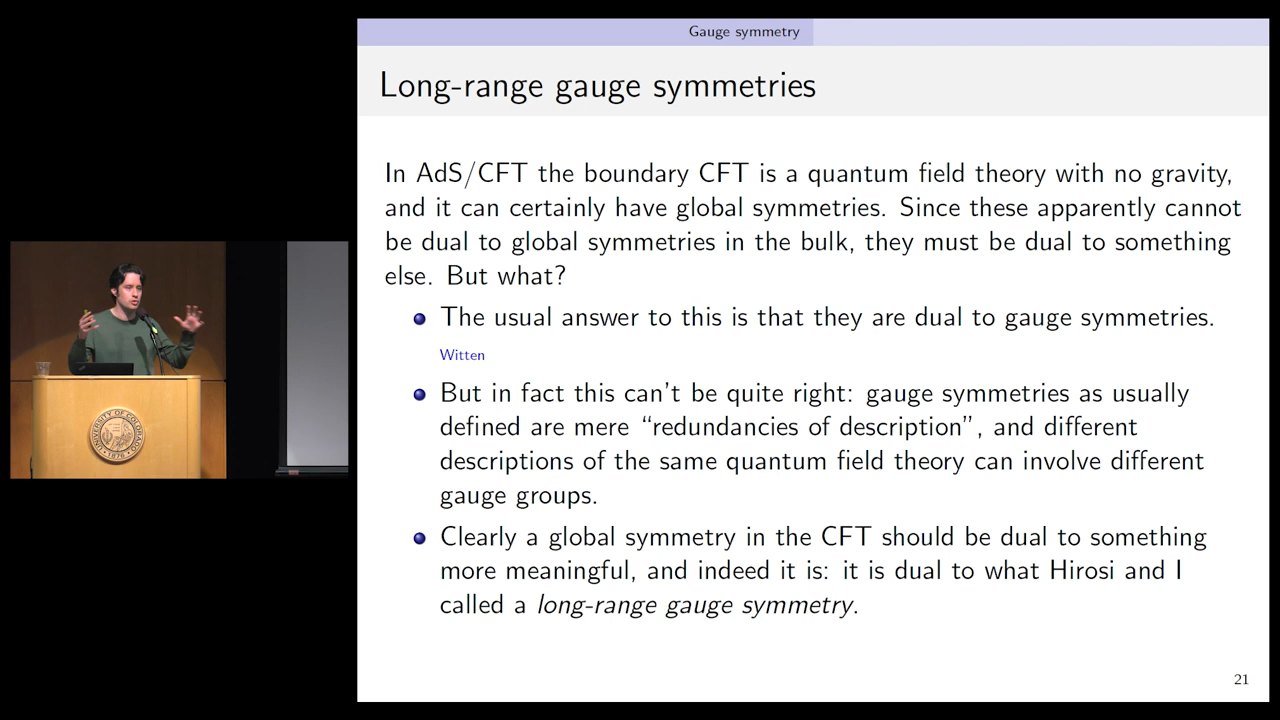 Gauge symmetry
Long-range gauge symmetries
In AdS/CFT the boundary CFT is a quantum field theory with no gravity,
and it can certainly have global symmetries. Since these apparently cannot
be dual to global symmetries in the bulk, they must be dual to something
else. But what?
The usual answer to this is that they are dual to gauge symmetries.
Witten
But in fact this can't be quite right: gauge symmetries as usually
defined are mere “redundancies of description”, and different
descriptions of the same quantum field theory can involve different
gauge groups.
Clearly a global symmetry in the CFT should be dual to something
more meaningful, and indeed it is: it is dual to what Hirosi and I
called a long-range gauge symmetry.
21
UNIVERSITY OF COLORADO
1876